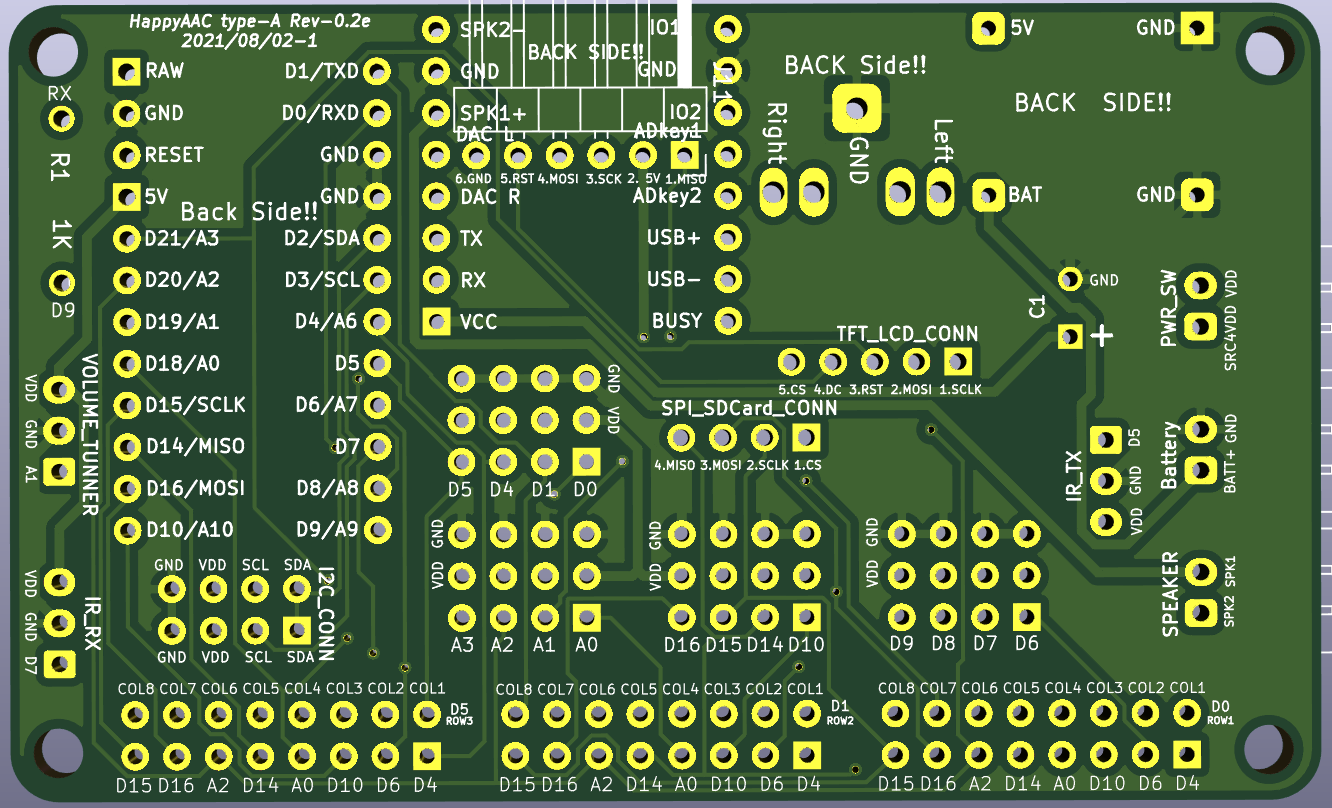 HappyAAC type-A Rev-0.2e
2021/08/02-1
SPK2-
IO1
5V
GND
BACK SIDE!!
RAW
D1/TXD
GND
GND
BACK Side!!
RX
GND
D0/RXD
SPK1+
IO2
BACK SIDE!!
DAC L
ADkey1
Right
GND
Left
R1
RESET
GND
6.GND 5.RST 4.MOSI 3.SCK 2. 5V 1.MISO
5V
GND
DAC R
ADkey2
BAT
GND
Back Side!!
1K
D21/A3
D2/SDA
TX
USB+
D20/A2
D3/SCL
RX
USB-
GND
D9
C1
+
PWR_SW
VDD
SRC4VDD
D19/A1
D4/A6
VCC
BUSY
TFT_LCD_CONN
5.CS 4.DC 3.RST 2.MOSI 1.SCLK
VOLUME_TUNNER
VDD
GND
A1
D18/A0
D5
GND
VDD
D15/SCLK
D6/A7
SPI_SDCard_CONN
4.MISO 3.MOSI 2.SCLK 1.CS
D14/MISO
D7
IR_TX
D5
GND
VDD
Battery
GND
BATT+
D16/MOSI
D8/A8
D5 D4 D1 D0
D10/A10
D9/A9
GND
VDD
GND
VDD
GND
VDD
GND VDD SCL SDA
I2C_CONN
GND VDD SCL SDA
IR_RX
VDD
GND
D7
SPEAKER
SPK1
SPK2
A3 A2 A1 A0
D16 D15 D14 D10
D9 D8 D7 D6
COL8 COL7 COL6 COL5 COL4 COL3 COL2 COL1
D5
ROW3
COL8 COL7 COL6 COL5 COL4 COL3 COL2 COL1
D1
ROW2
COL8 COL7 COL6 COL5 COL4 COL3 COL2 COL1
D0
ROW1
D15 D16 A2 D14 A0 D10 D6 D4
D15 D16 A2 D14 A0 D10 D6 D4
D15 D16 A2 D14 A0 D10 D6 D4